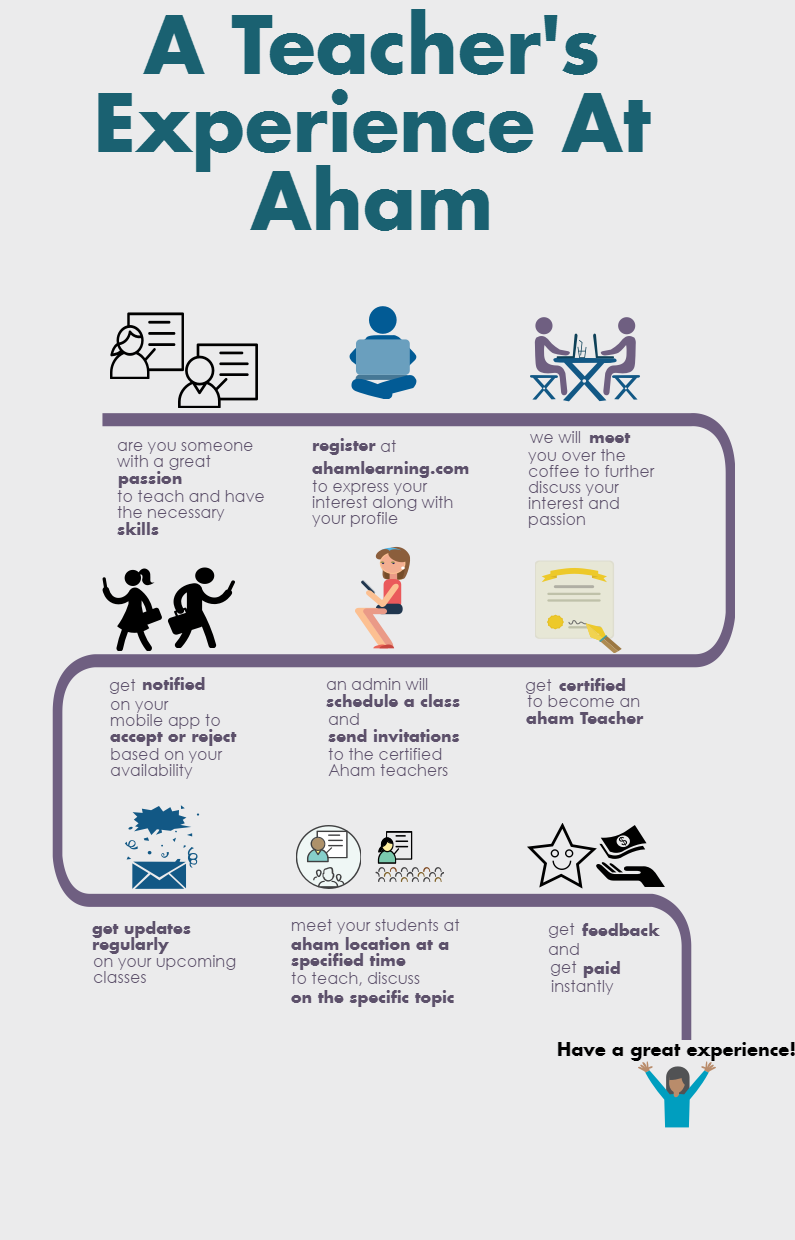 A Teacher's
Experience At
Aham
are you someone
with a great
passion
to teach and have
the necessary
skills
register at
ahamlearning.com
to express your
interest along with
your profile
we will meet
you over the
coffee to further
discuss your
interest and
passion
get certified
to become an
aham Teacher
an admin will
schedule a class
and
send invitations
to the certified
Aham teachers
get notified
on your
mobile app to
accept or reject
based on your
availability
get updates
regularly
on your upcoming
classes
meet your students at
aham location at a
specified time
to teach, discuss
on the specific topic
get feedback
and
get paid
instantly
Have a great experience!